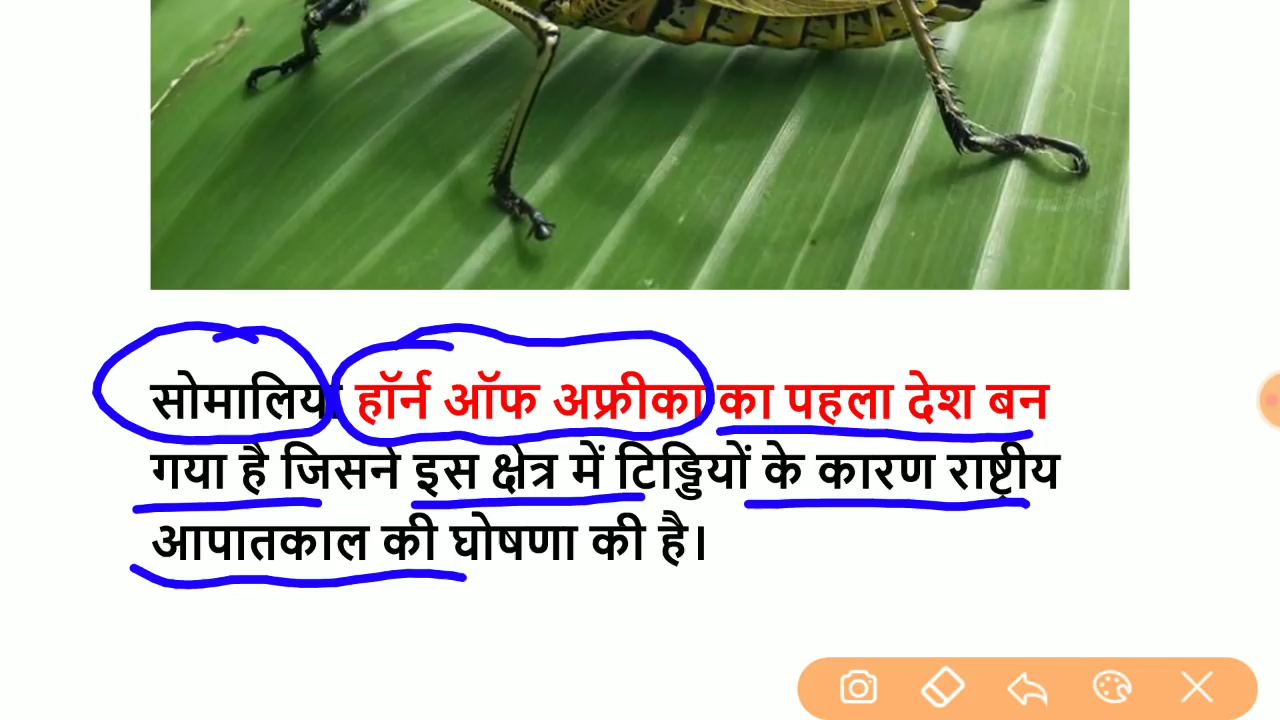 सोमालिया हॉर्न ऑफ अफ्रीका का पहला देश बन
गया है जिसने इस क्षेत्र में टिड्डियों के कारण राष्ट्रीय
आपातकाल की घोषणा की है।